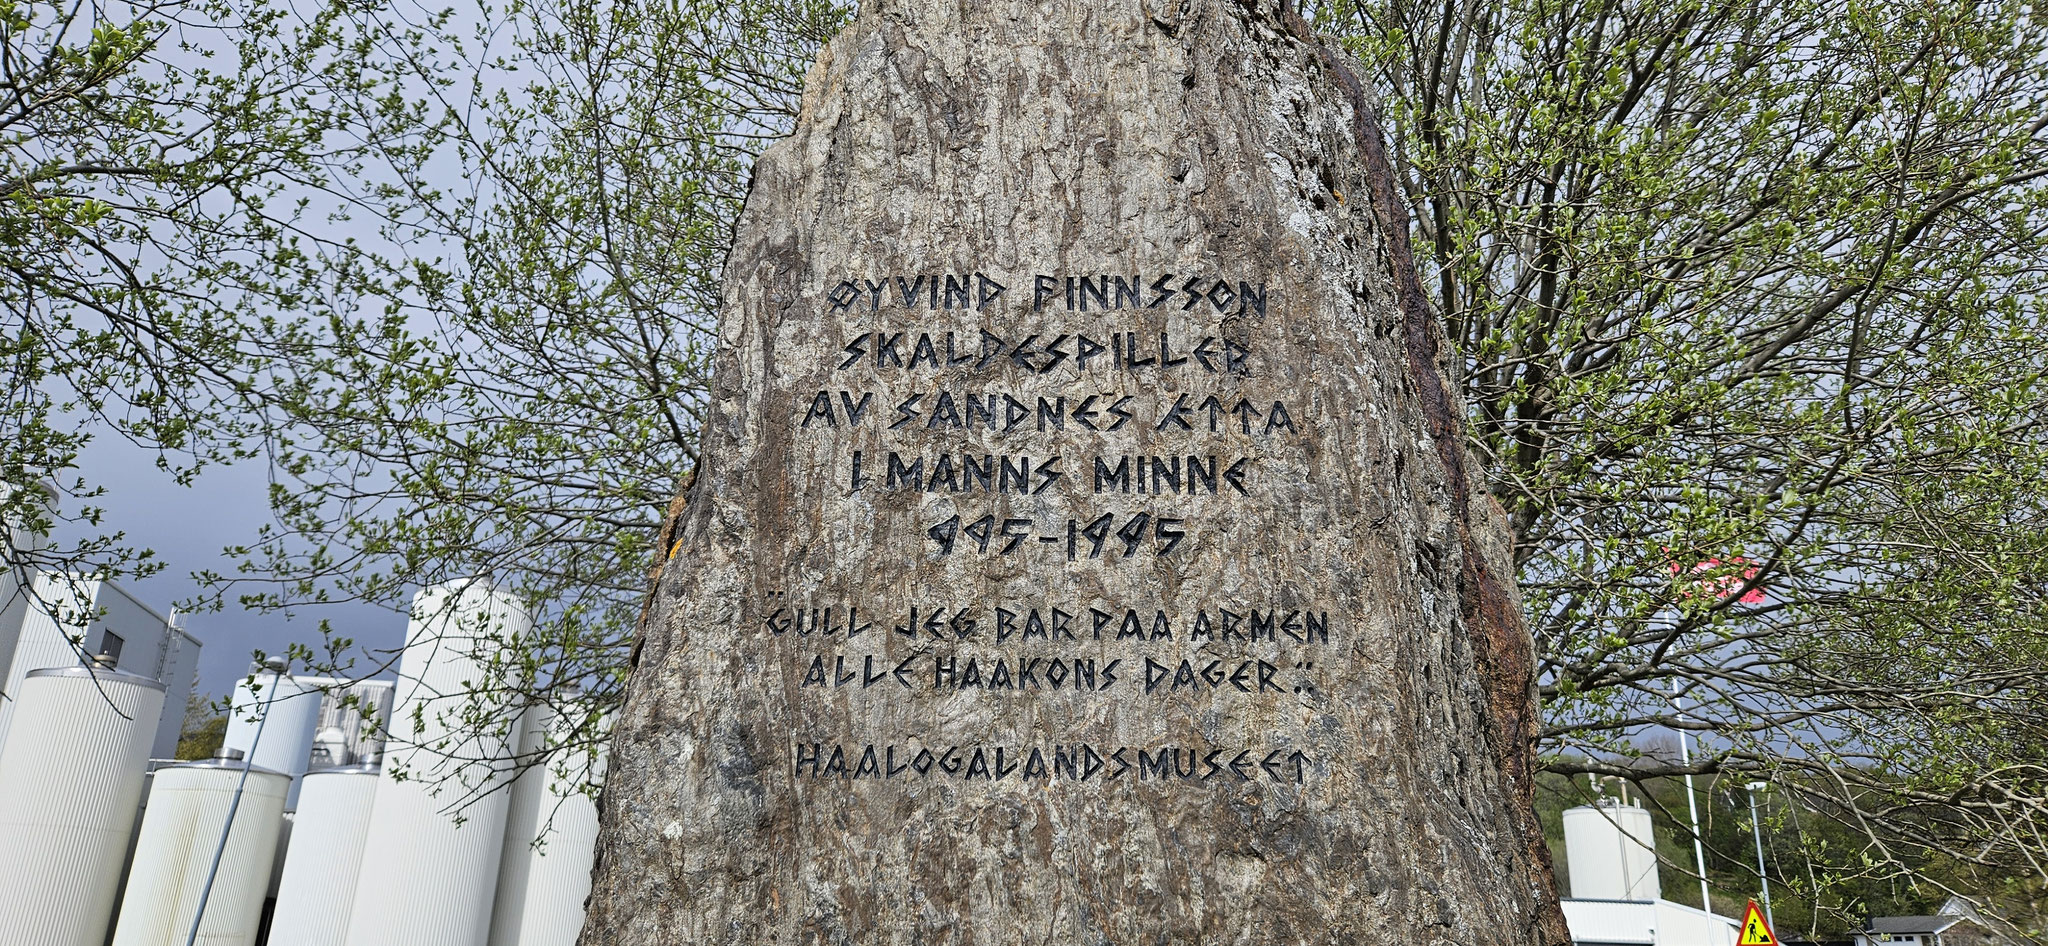 ØYVIND FINNSSON
SKALDESPILLER
AV SANDNES ÆTTA
I MANNS MINNE
995-1995
"GULL JEG BAR PAA ARMEN
ALLE HAAKONS DAGER."
HAALOGALANDSMUSEET